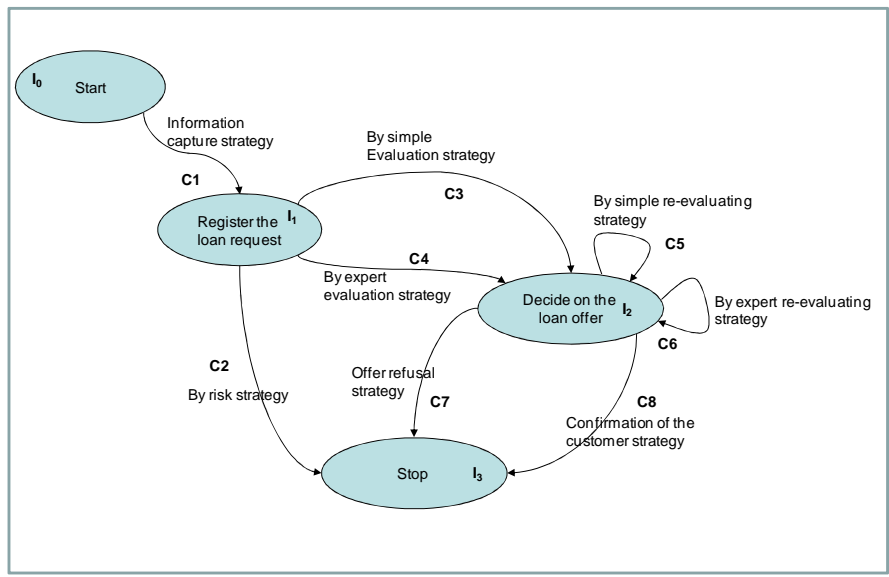 I0
Start
Information
capture strategy
C1
By simple
Evaluation strategy
C3
Register the
loan request
I1
C4
By expert
evaluation strategy
By simple re-evaluating
strategy
C5
Decide on the
loan offer
I2
By expert re-evaluating
strategy
C6
C2
By risk strategy
Offer refusal
strategy
C7
C8
Confirmation of the
customer strategy
Stop
I3